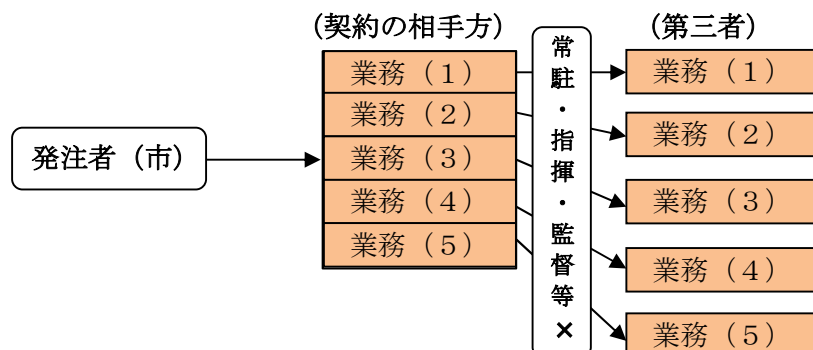 （契約の相手方）
業務（１）
業務（２）
業務（３）
業務（４）
業務（５）
発注者（市）
常駐・指揮・監督等×
（第三者）
業務（１）
業務（２）
業務（３）
業務（４）
業務（５）